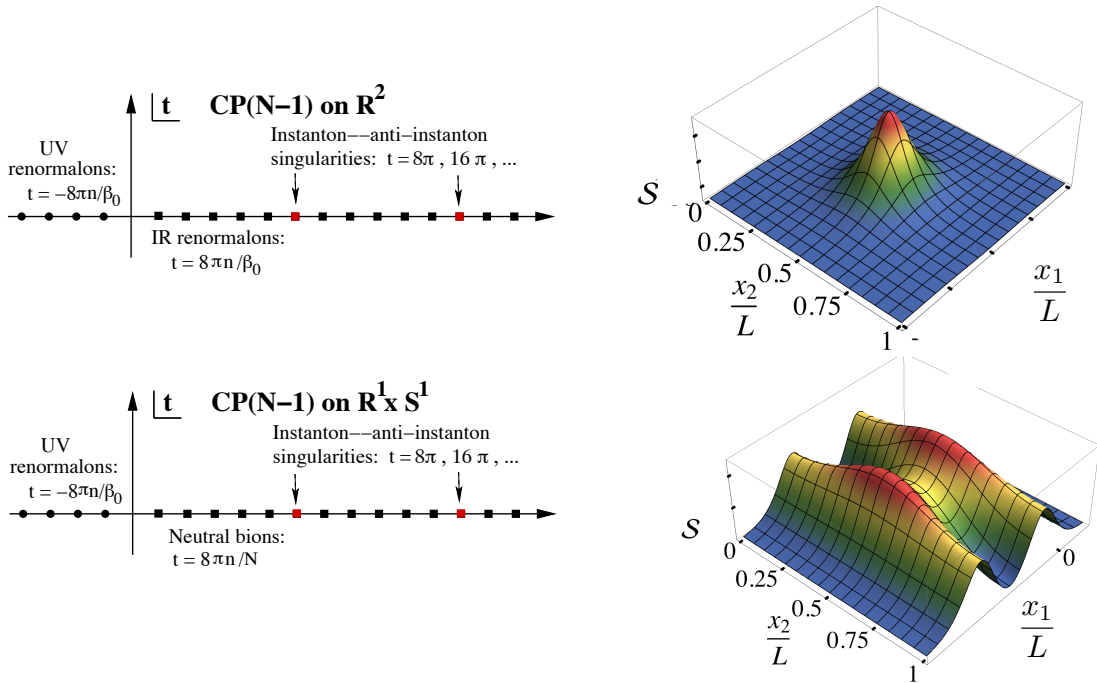 t CP(N−1) on R²
Instanton−−anti−instanton
singularities: t = 8π , 16 π , ...
UV
renormalons:
t = −8πn/β₀
IR renormalons:
t = 8πn/β₀
S
0
0.25
0.5
0.75
1
x₂/L
x₁/L
t CP(N−1) on R¹x S¹
Instanton−−anti−instanton
singularities: t = 8π , 16 π , ...
UV
renormalons:
t = −8πn/β₀
Neutral bions:
t = 8πn/N
S
0
0.25
0.5
0.75
1
x₂/L
0
x₁/L